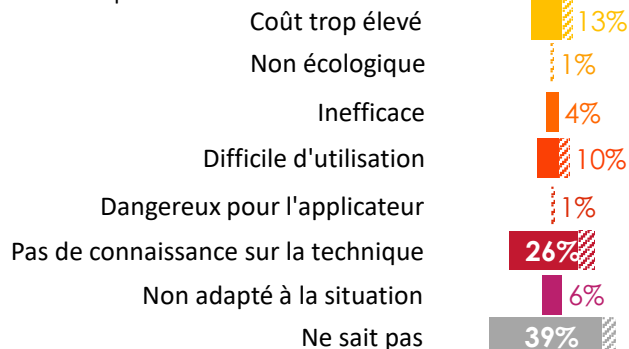 Coût trop élevé 13%
Non écologique 1%
Inefficace 4%
Difficile d'utilisation 10%
Dangereux pour l'applicateur 1%
Pas de connaissance sur la technique 26%
Non adapté à la situation 6%
Ne sait pas 39%